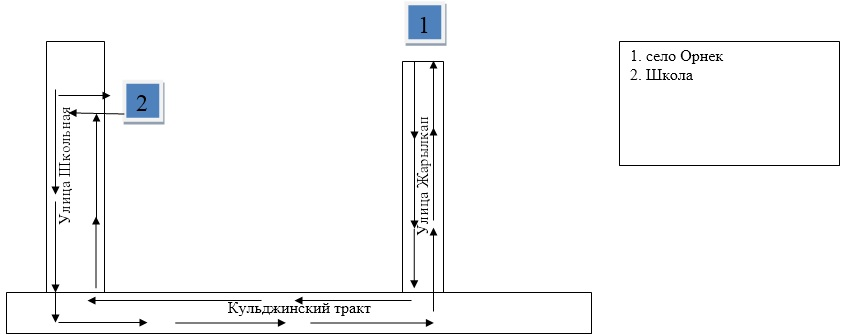 1
2
1. село Орнек
2. Школа
Улица Школьная
Улица Жарылкап
Кульджинский тракт